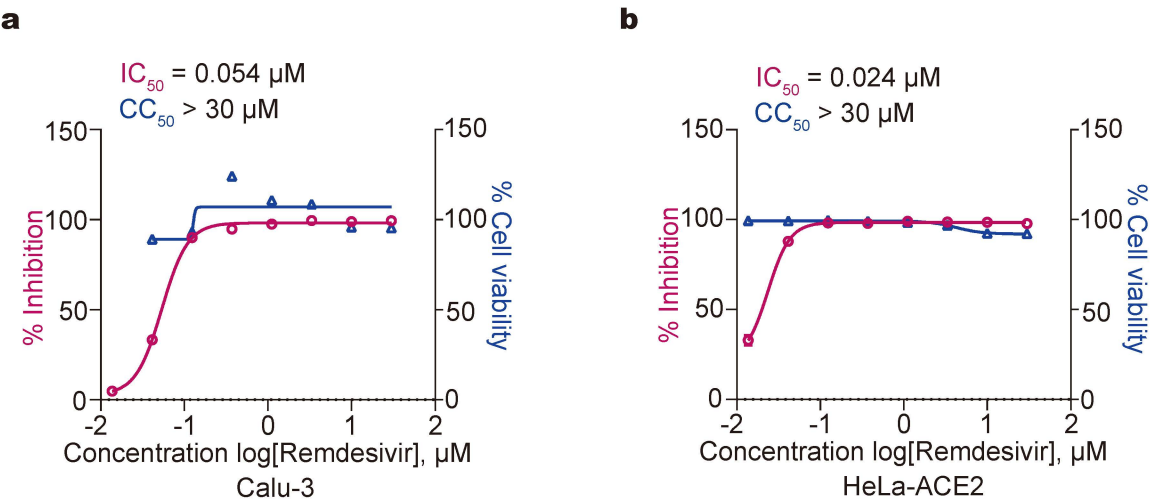 a
IC50 = 0.054 µM
CC50 > 30 µM
150
100
50
0
150
100
50
0
% Inhibition
% Cell viability
-2 -1 0 1 2
Concentration log[Remdesivir], µM
Calu-3
b
IC50 = 0.024 µM
CC50 > 30 µM
150
100
50
0
150
100
50
0
% Inhibition
% Cell viability
-2 -1 0 1 2
Concentration log[Remdesivir], µM
HeLa-ACE2